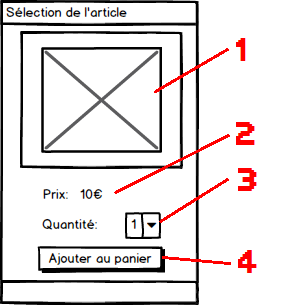 Sélection de l'article
1
Prix: 10€
2
Quantité: 1
3
Ajouter au panier
4